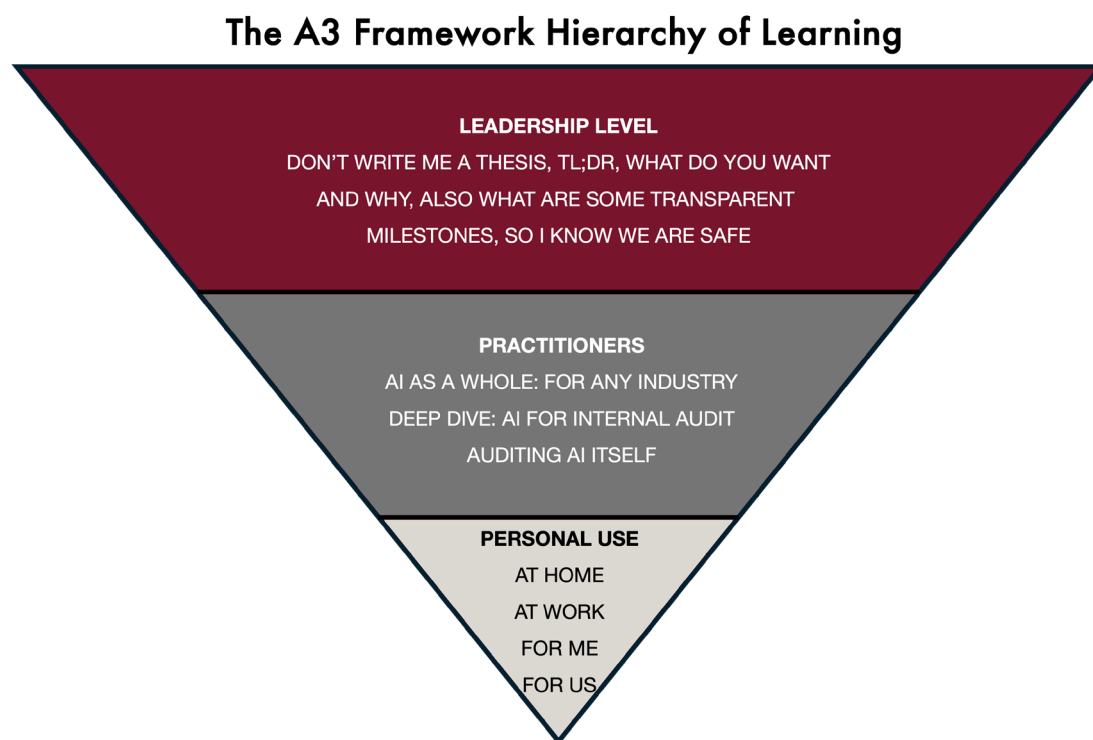 The A3 Framework Hierarchy of Learning
LEADERSHIP LEVEL
DON'T WRITE ME A THESIS, TL;DR, WHAT DO YOU WANT
AND WHY, ALSO WHAT ARE SOME TRANSPARENT
MILESTONES, SO I KNOW WE ARE SAFE
PRACTITIONERS
AI AS A WHOLE: FOR ANY INDUSTRY
DEEP DIVE: AI FOR INTERNAL AUDIT
AUDITING AI ITSELF
PERSONAL USE
AT HOME
AT WORK
FOR ME
FOR US